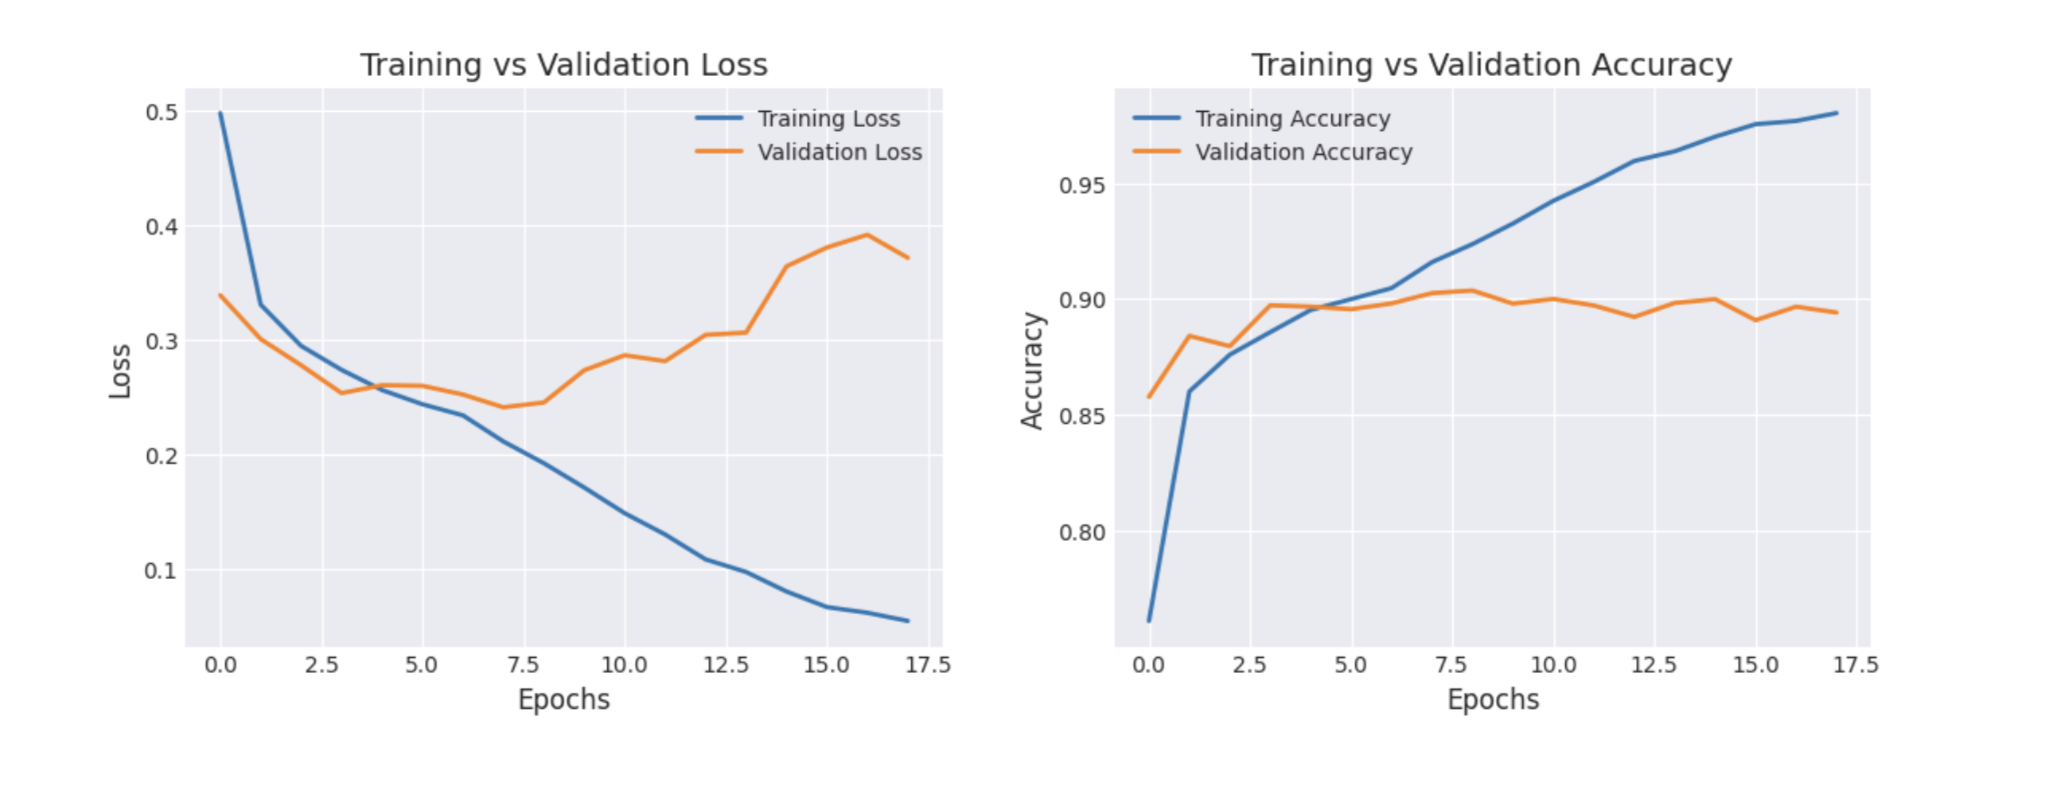 Training vs Validation Loss
Training Loss
Validation Loss
0.5
0.4
0.3
0.2
0.1
Loss
0.0 2.5 5.0 7.5 10.0 12.5 15.0 17.5
Epochs
Training vs Validation Accuracy
Training Accuracy
Validation Accuracy
0.95
0.90
0.85
0.80
Accuracy
0.0 2.5 5.0 7.5 10.0 12.5 15.0 17.5
Epochs